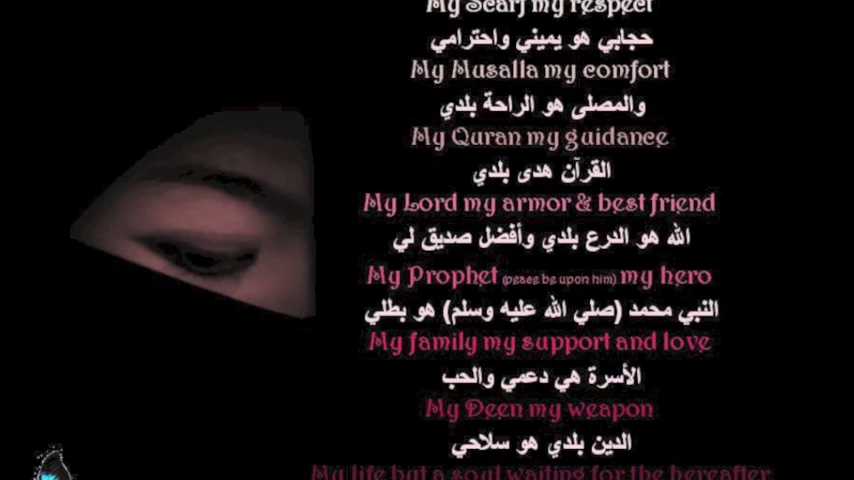 My Scarf my respect
حجابي هو يميني واحترامي
My Musalla my comfort
والمصلى هو الراحة بلدي
My Quran my guidance
القرآن هدى بلدي
My Lord my armor & best friend
الله هو الدرع بلدي وأفضل صديق لي
My Prophet (peace be upon him) my hero
النبي محمد (صلي الله عليه وسلم) هو بطلي
My family my support and love
الأسرة هي دعمي والحب
My Deen my weapon
الدين بلدي هو سلاحي
My life but a soul waiting for the hereafter